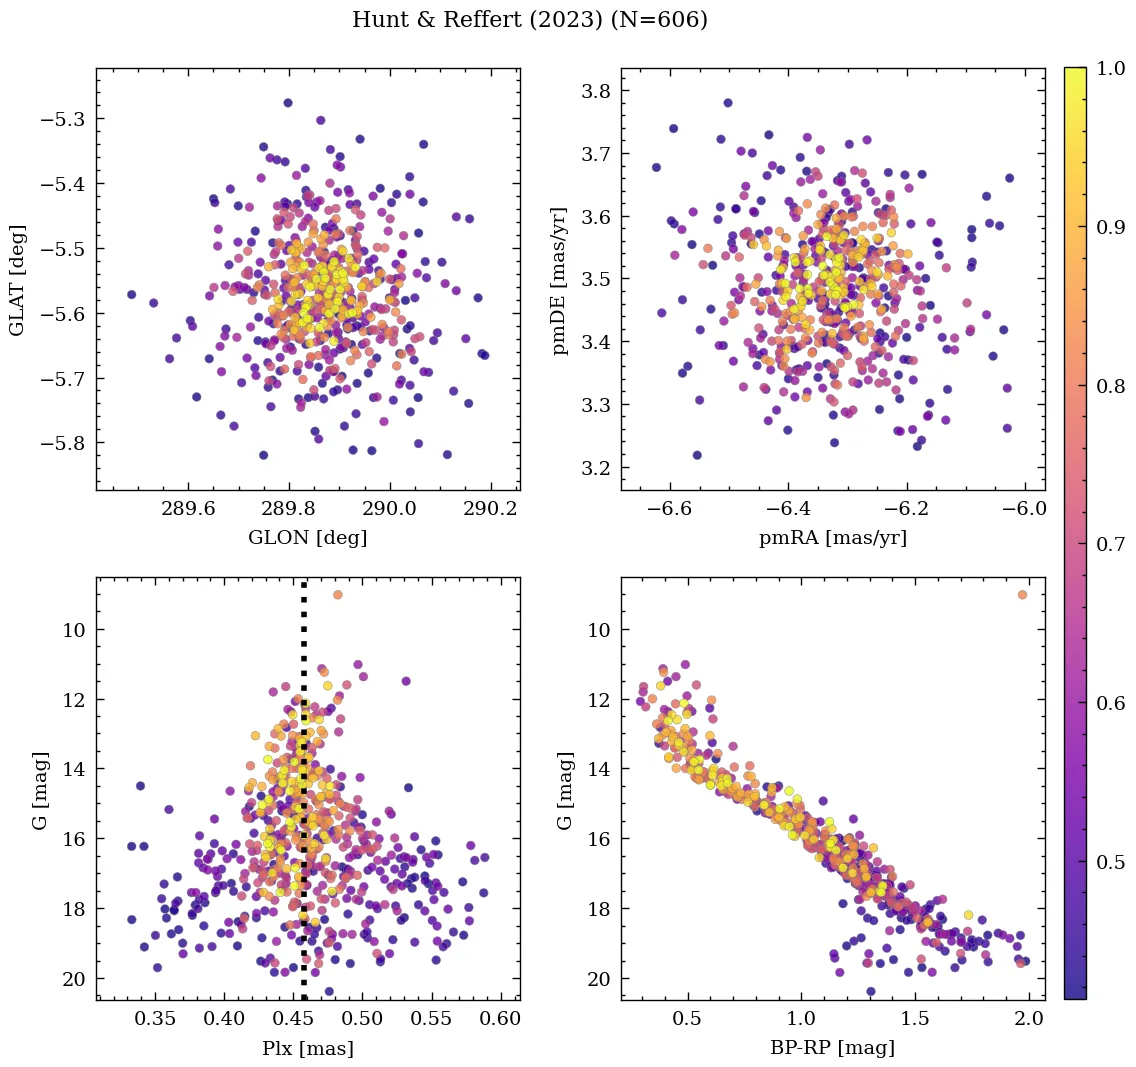 Hunt & Reffert (2023) (N=606)
−5.3
−5.4
−5.5
−5.6
−5.7
−5.8
GLAT [deg]
289.6 289.8 290.0 290.2
GLON [deg]
3.8
3.7
3.6
3.5
3.4
3.3
3.2
pmDE [mas/yr]
−6.6 −6.4 −6.2 −6.0
pmRA [mas/yr]
1.0
0.9
0.8
0.7
0.6
0.5
10
12
14
16
18
20
G [mag]
0.35 0.40 0.45 0.50 0.55 0.60
Plx [mas]
10
12
14
16
18
20
G [mag]
0.5 1.0 1.5 2.0
BP-RP [mag]